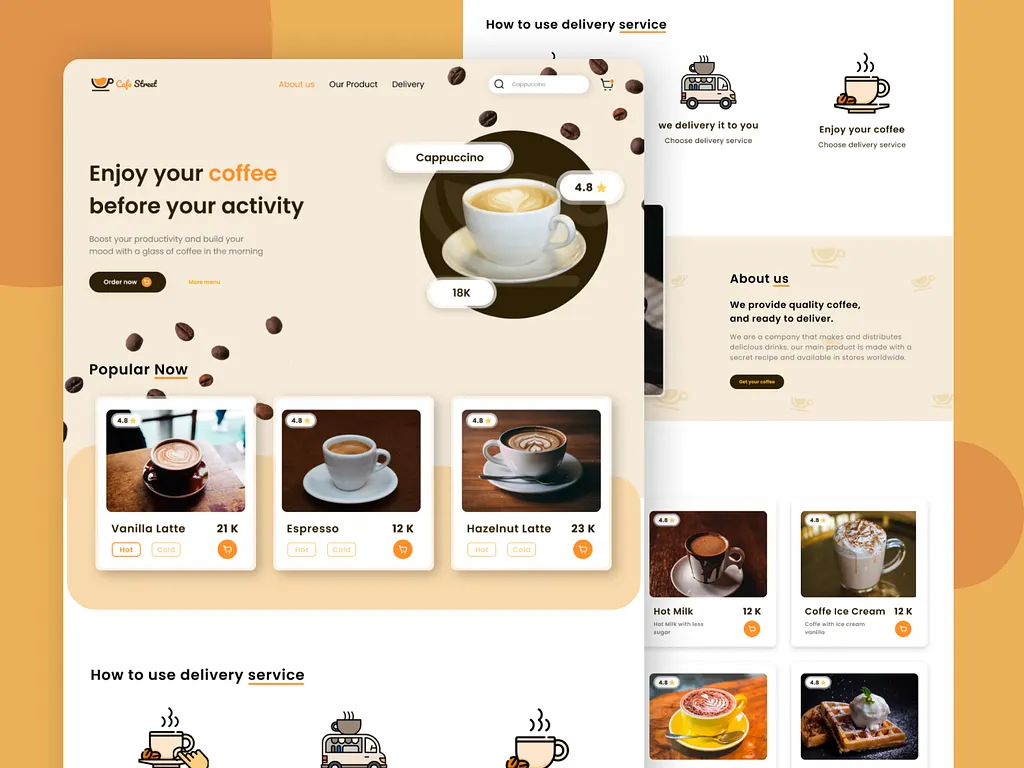 Cafe Street
About us
Our Product
Delivery
Cappuccino
Enjoy your coffee
before your activity
Boost your productivity and build your
mood with a glass of coffee in the morning
Order now
More menu
Cappuccino
4.8
18K
Popular Now
4.8
Vanilla Latte
21 K
Hot
Cold
4.8
Espresso
12 K
Hot
Cold
4.8
Hazelnut Latte
23 K
Hot
Cold
How to use delivery service
How to use delivery service
we delivery it to you
Choose delivery service
Enjoy your coffee
Choose delivery service
About us
We provide quality coffee,
and ready to deliver.
We are a company that makes and distributes
delicious drinks. our main product is made with a
secret recipe and available in stores worldwide.
Get your coffee
4.8
Hot Milk
12 K
Hot Milk with less
sugar
4.8
Coffe Ice Cream
12 K
Coffe with ice cream
vanilla
4.8
4.8